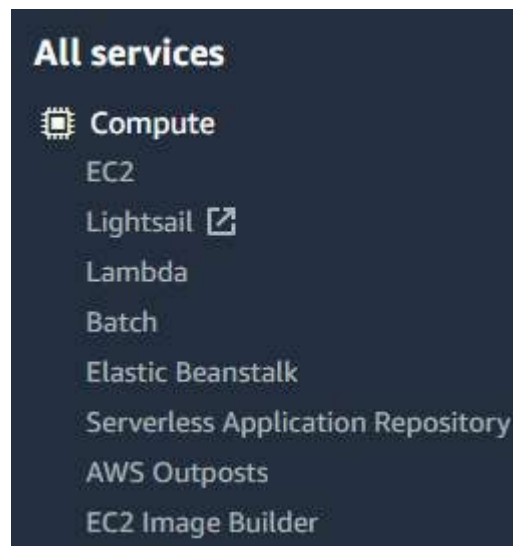 All services
Compute
EC2
Lightsail
Lambda
Batch
Elastic Beanstalk
Serverless Application Repository
AWS Outposts
EC2 Image Builder